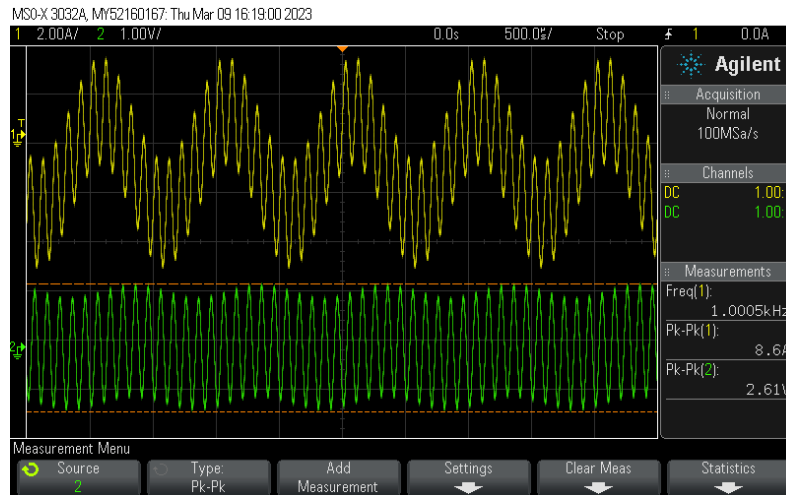 MSO-X 3032A, MY52160167: Thu Mar 09 16:19:00 2023
1 2.00A/ 2 1.00V/ 0.0s 500.0㎲/ Stop 1 0.0A
Agilent
Acquisition
Normal
100MSa/s
Channels
DC 1.00:
DC 1.00:
Measurements
Freq(1):
1.0005kHz
Pk-Pk(1):
8.6A
Pk-Pk(2):
2.61V
T
1
2
Measurement Menu
Source
2
Type:
Pk-Pk
Add
Measurement
Settings
Clear Meas
Statistics